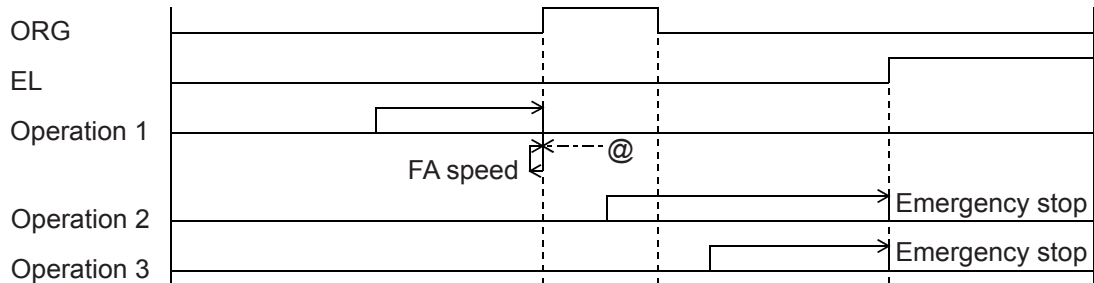 ORG
EL
Operation 1
@
FA speed
Operation 2
Emergency stop
Operation 3
Emergency stop